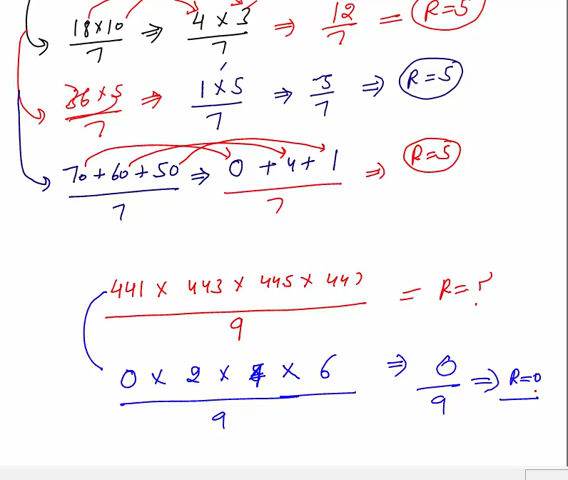 18×10/7 ⇒ 4 × 3/7 ⇒ 12/7 = R=5
36 × 5/7 ⇒ 1 × 5/7 ⇒ 5/7 ⇒ R=5
70+60+50/7 ⇒ 0 + 4 + 1/7 ⇒ R=5
441 × 443 × 445 × 447/9 = R=?
0 × 2 × 4 × 6/9 ⇒ 0/9 ⇒ R=0